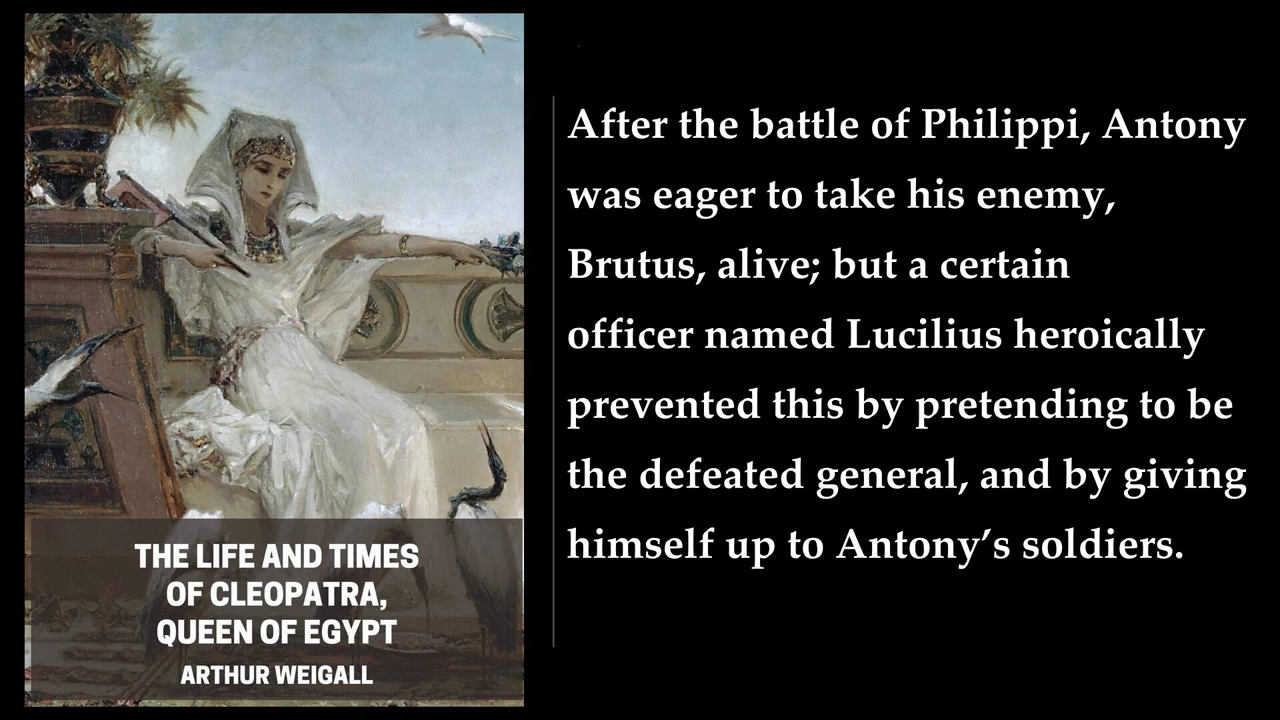 THE LIFE AND TIMES
OF CLEOPATRA,
QUEEN OF EGYPT
ARTHUR WEIGALL
After the battle of Philippi, Antony
was eager to take his enemy,
Brutus, alive; but a certain
officer named Lucilius heroically
prevented this by pretending to be
the defeated general, and by giving
himself up to Antony’s soldiers.